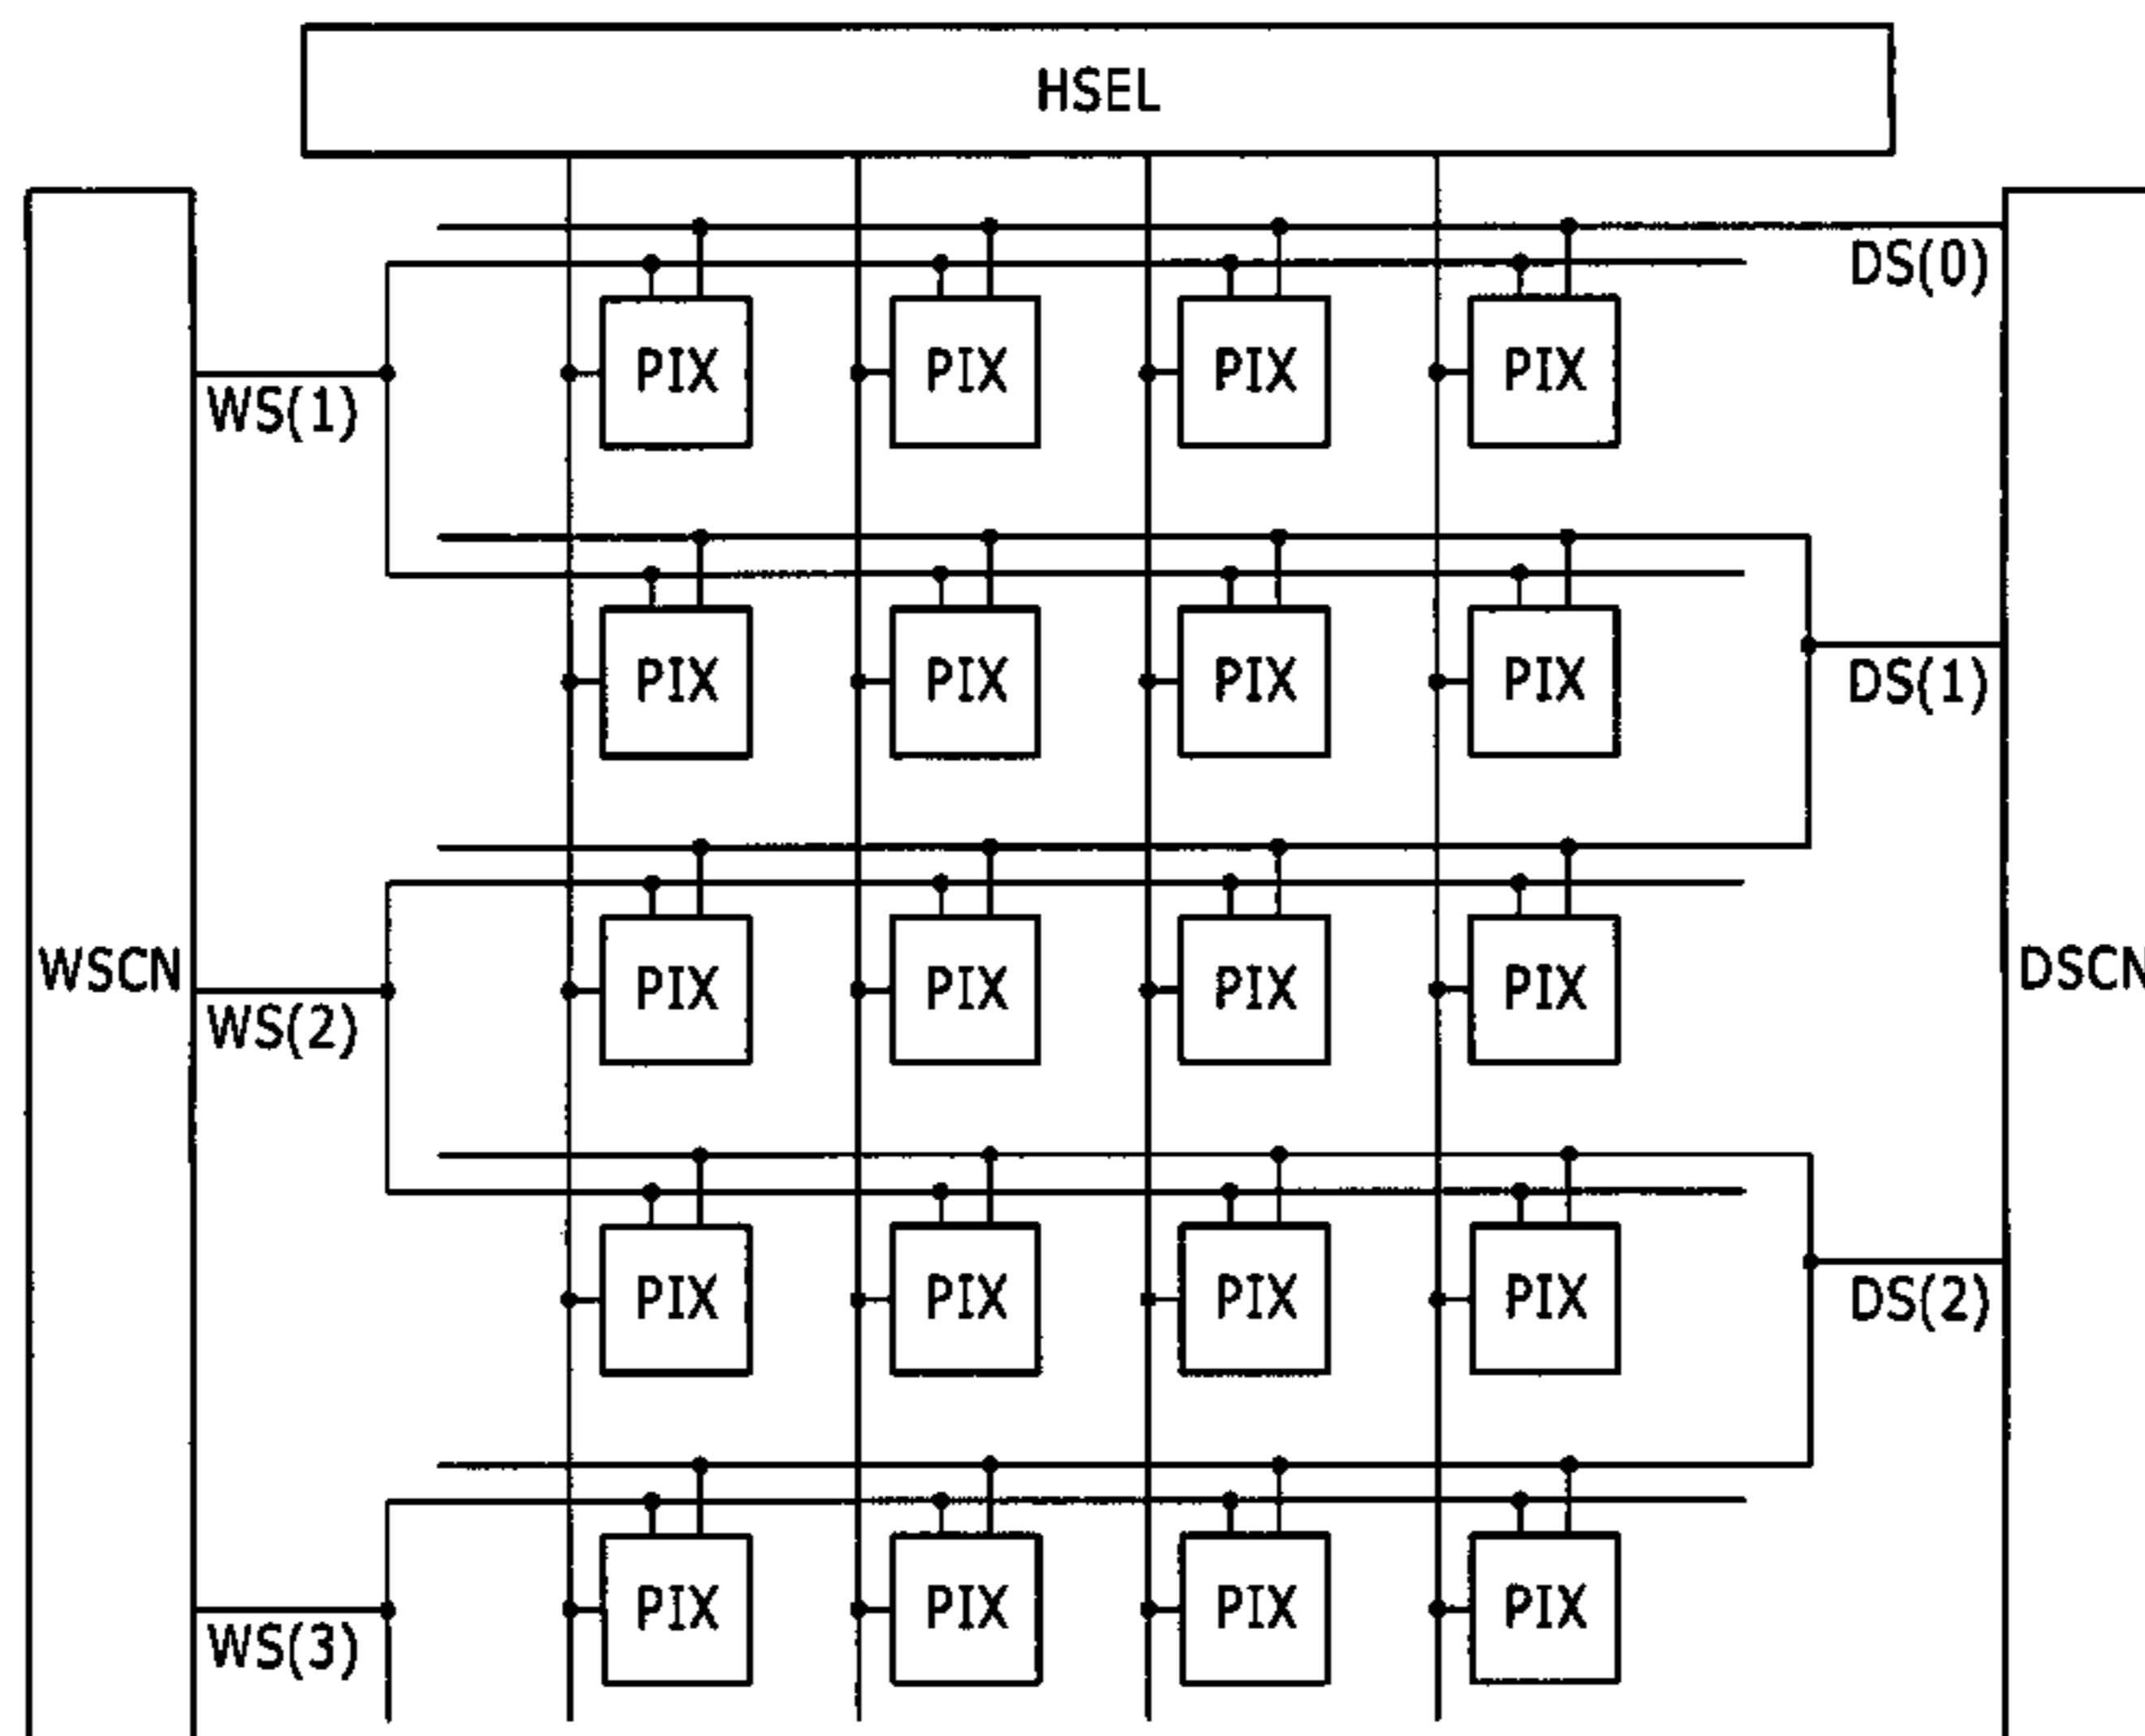 HSEL
DS(0)
PIX PIX PIX PIX
WS(1)
PIX PIX PIX PIX
DS(1)
WSCN
PIX PIX PIX PIX
DSCN
WS(2)
PIX PIX PIX PIX
DS(2)
PIX PIX PIX PIX
WS(3)